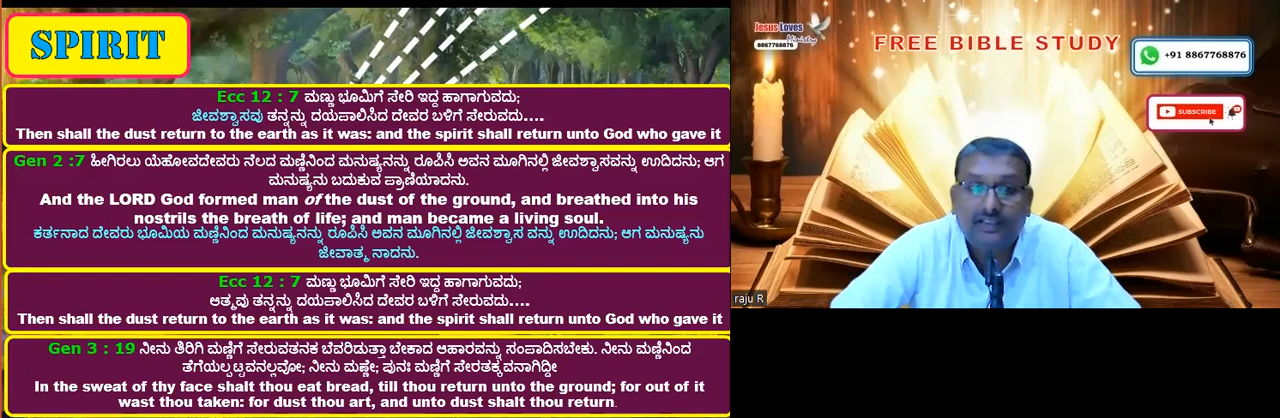 SPIRIT
Ecc 12 : 7 ಮಣ್ಣು ಭೂಮಿಗೆ ಸೇರಿ ಇದ್ದ ಹಾಗಾಗುವದು;
ಜೀವಶ್ವಾಸವು ತನ್ನನ್ನು ದಯಪಾಲಿಸಿದ ದೇವರ ಬಳಿಗೆ ಸೇರುವದು....
Then shall the dust return to the earth as it was: and the spirit shall return unto God who gave it
Gen 2 :7 ಹೀಗಿರಲು ಯೆಹೋವದೇವರು ನೆಲದ ಮಣ್ಣಿನಿಂದ ಮನುಷ್ಯನನ್ನು ರೂಪಿಸಿ ಅವನ ಮೂಗಿನಲ್ಲಿ ಜೀವಶ್ವಾಸವನ್ನು ಊದಿದನು; ಆಗ
ಮನುಷ್ಯನು ಬದುಕುವ ಪ್ರಾಣಿಯಾದನು.
And the LORD God formed man of the dust of the ground, and breathed into his
nostrils the breath of life; and man became a living soul.
ಕರ್ತನಾದ ದೇವರು ಭೂಮಿಯ ಮಣ್ಣಿನಿಂದ ಮನುಷ್ಯನನ್ನು ರೂಪಿಸಿ ಅವನ ಮೂಗಿನಲ್ಲಿ ಜೀವಶ್ವಾಸ ವನ್ನು ಊದಿದನು; ಆಗ ಮನುಷ್ಯನು
ಜೀವಾತ್ಮ ನಾದನು.
Ecc 12 : 7 ಮಣ್ಣು ಭೂಮಿಗೆ ಸೇರಿ ಇದ್ದ ಹಾಗಾಗುವದು;
ಆತ್ಮವು ತನ್ನನ್ನು ದಯಪಾಲಿಸಿದ ದೇವರ ಬಳಿಗೆ ಸೇರುವದು....
Then shall the dust return to the earth as it was: and the spirit shall return unto God who gave it
Gen 3 : 19 ನೀನು ತಿರಿಗಿ ಮಣ್ಣಿಗೆ ಸೇರುವತನಕ ಬೆವರಿಡುತ್ತಾ ಬೇಕಾದ ಆಹಾರವನ್ನು ಸಂಪಾದಿಸಬೇಕು. ನೀನು ಮಣ್ಣಿನಿಂದ
ತೆಗೆಯಲ್ಪಟ್ಟವನಲ್ಲವೋ; ನೀನು ಮಣ್ಣೇ; ಪುನಃ ಮಣ್ಣಿಗೆ ಸೇರತಕ್ಕವನಾಗಿದ್ದೀ
In the sweat of thy face shalt thou eat bread, till thou return unto the ground; for out of it
wast thou taken: for dust thou art, and unto dust shalt thou return.
Jesus Loves
Ministry
8867768876
FREE BIBLE STUDY
+91 8867768876
SUBSCRIBE
raju R